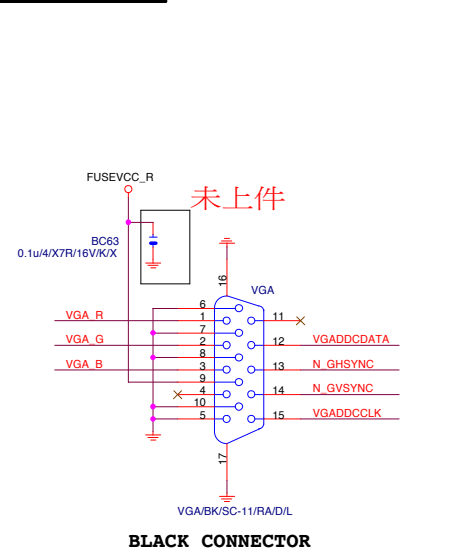 FUSEVCC_R
未上件
BC63
0.1u/4/X7R/16V/K/X
16
VGA
6
VGA_R 1 11
7
VGA_G 2 12 VGADDCDATA
8
VGA_B 3 13 N_GHSYNC
9
4 14 N_GVSYNC
10
5 15 VGADDCCLK
17
VGA/BK/SC-11/RA/D/L
BLACK CONNECTOR